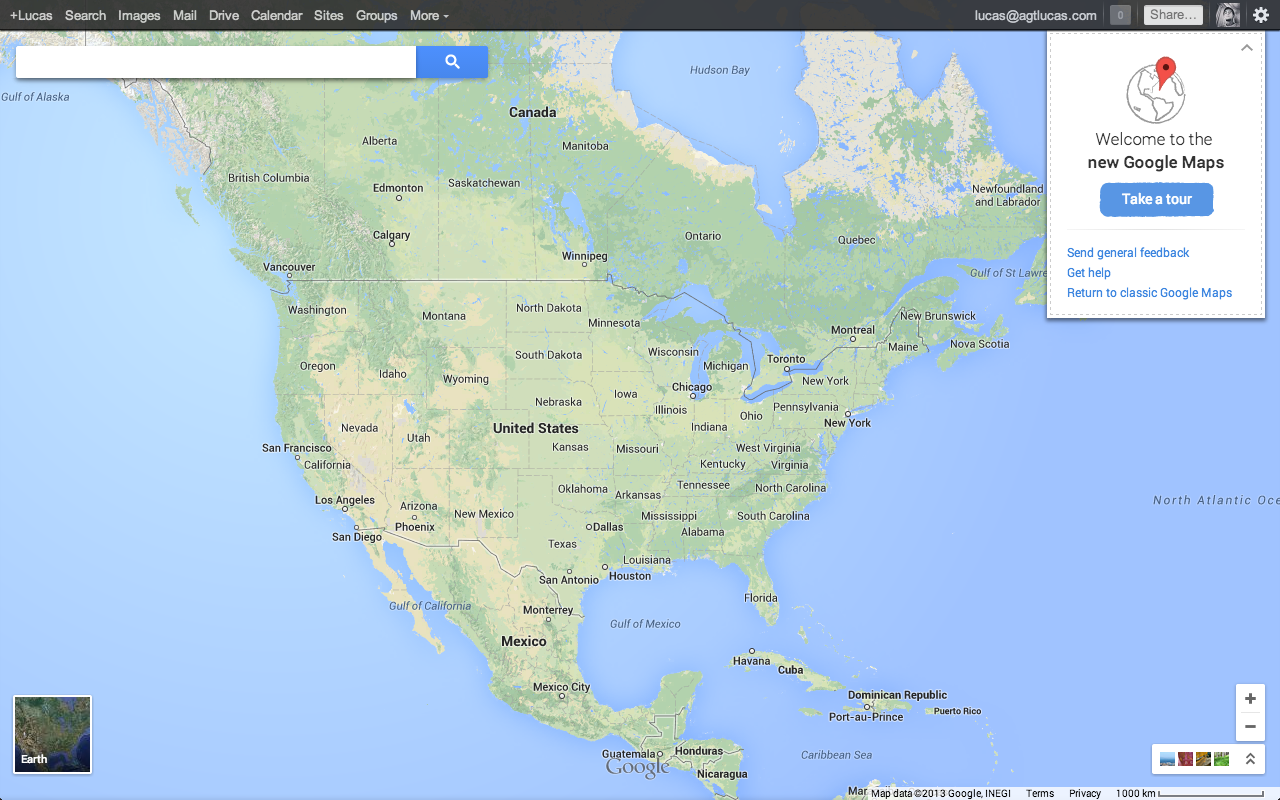 +Lucas Search Images Mail Drive Calendar Sites Groups More
lucas@agtlucas.com 0 Share...
Hudson Bay
Gulf of Alaska
Canada
Alberta
Manitoba
British Columbia
Edmonton
Saskatchewan
Newfoundland
and Labrador
Calgary
Ontario
Quebec
Winnipeg
Vancouver
Gulf of St Lawre
Washington
Montana
North Dakota
Minnesota
New Brunswick
Montreal
Nova Scotia
Maine
Oregon
Idaho
Wyoming
South Dakota
Wisconsin
Michigan
Toronto
New York
Chicago
Nebraska
Iowa
Illinois
Ohio
Pennsylvania
New York
Nevada
Utah
United States
Indiana
San Francisco
California
Kansas
Missouri
West Virginia
Kentucky
Virginia
Los Angeles
Arizona
Phoenix
New Mexico
Oklahoma
Arkansas
Tennessee
North Carolina
San Diego
Dallas
Mississippi
Alabama
South Carolina
North Atlantic Oce
Texas
Louisiana
San Antonio
Houston
Florida
Gulf of California
Monterrey
Gulf of Mexico
Mexico
Havana
Cuba
Mexico City
Dominican Republic
Port-au-Prince
Puerto Rico
Guatemala
Honduras
Caribbean Sea
Nicaragua
Google
Mar
Welcome to the
new Google Maps
Take a tour
Send general feedback
Get help
Return to classic Google Maps
Earth
+
−
Map data ©2013 Google, INEGI Terms Privacy 1000 km